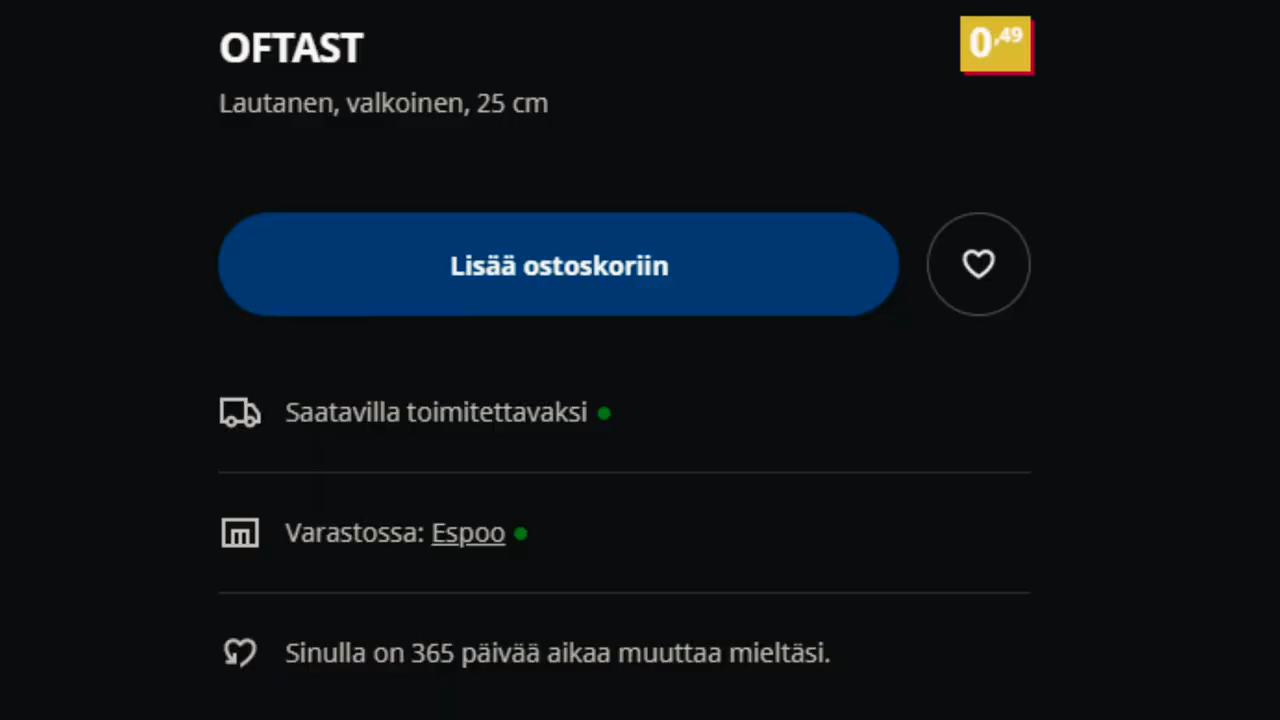 OFTAST
0,49
Lautanen, valkoinen, 25 cm
Lisää ostoskoriin
Saatavilla toimitettavaksi
Varastossa: Espoo
Sinulla on 365 päivää aikaa muuttaa mieltäsi.